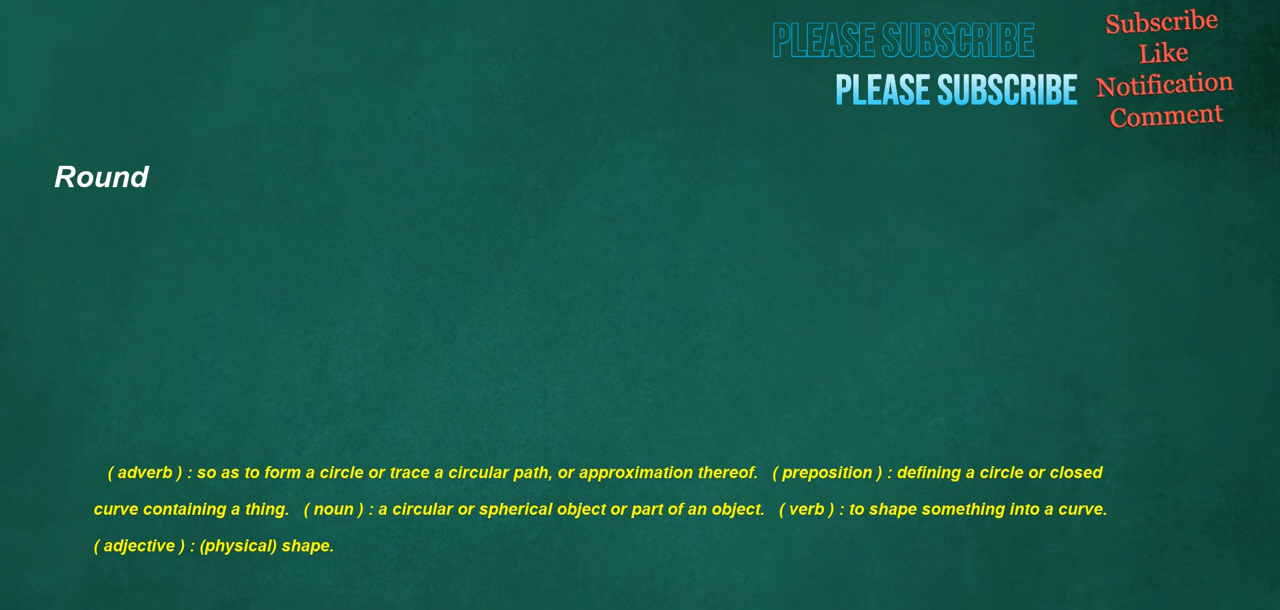 PLEASE SUBSCRIBE
PLEASE SUBSCRIBE
Subscribe
Like
Notification
Comment
Round
( adverb ) : so as to form a circle or trace a circular path, or approximation thereof. ( preposition ) : defining a circle or closed
curve containing a thing. ( noun ) : a circular or spherical object or part of an object. ( verb ) : to shape something into a curve.
( adjective ) : (physical) shape.